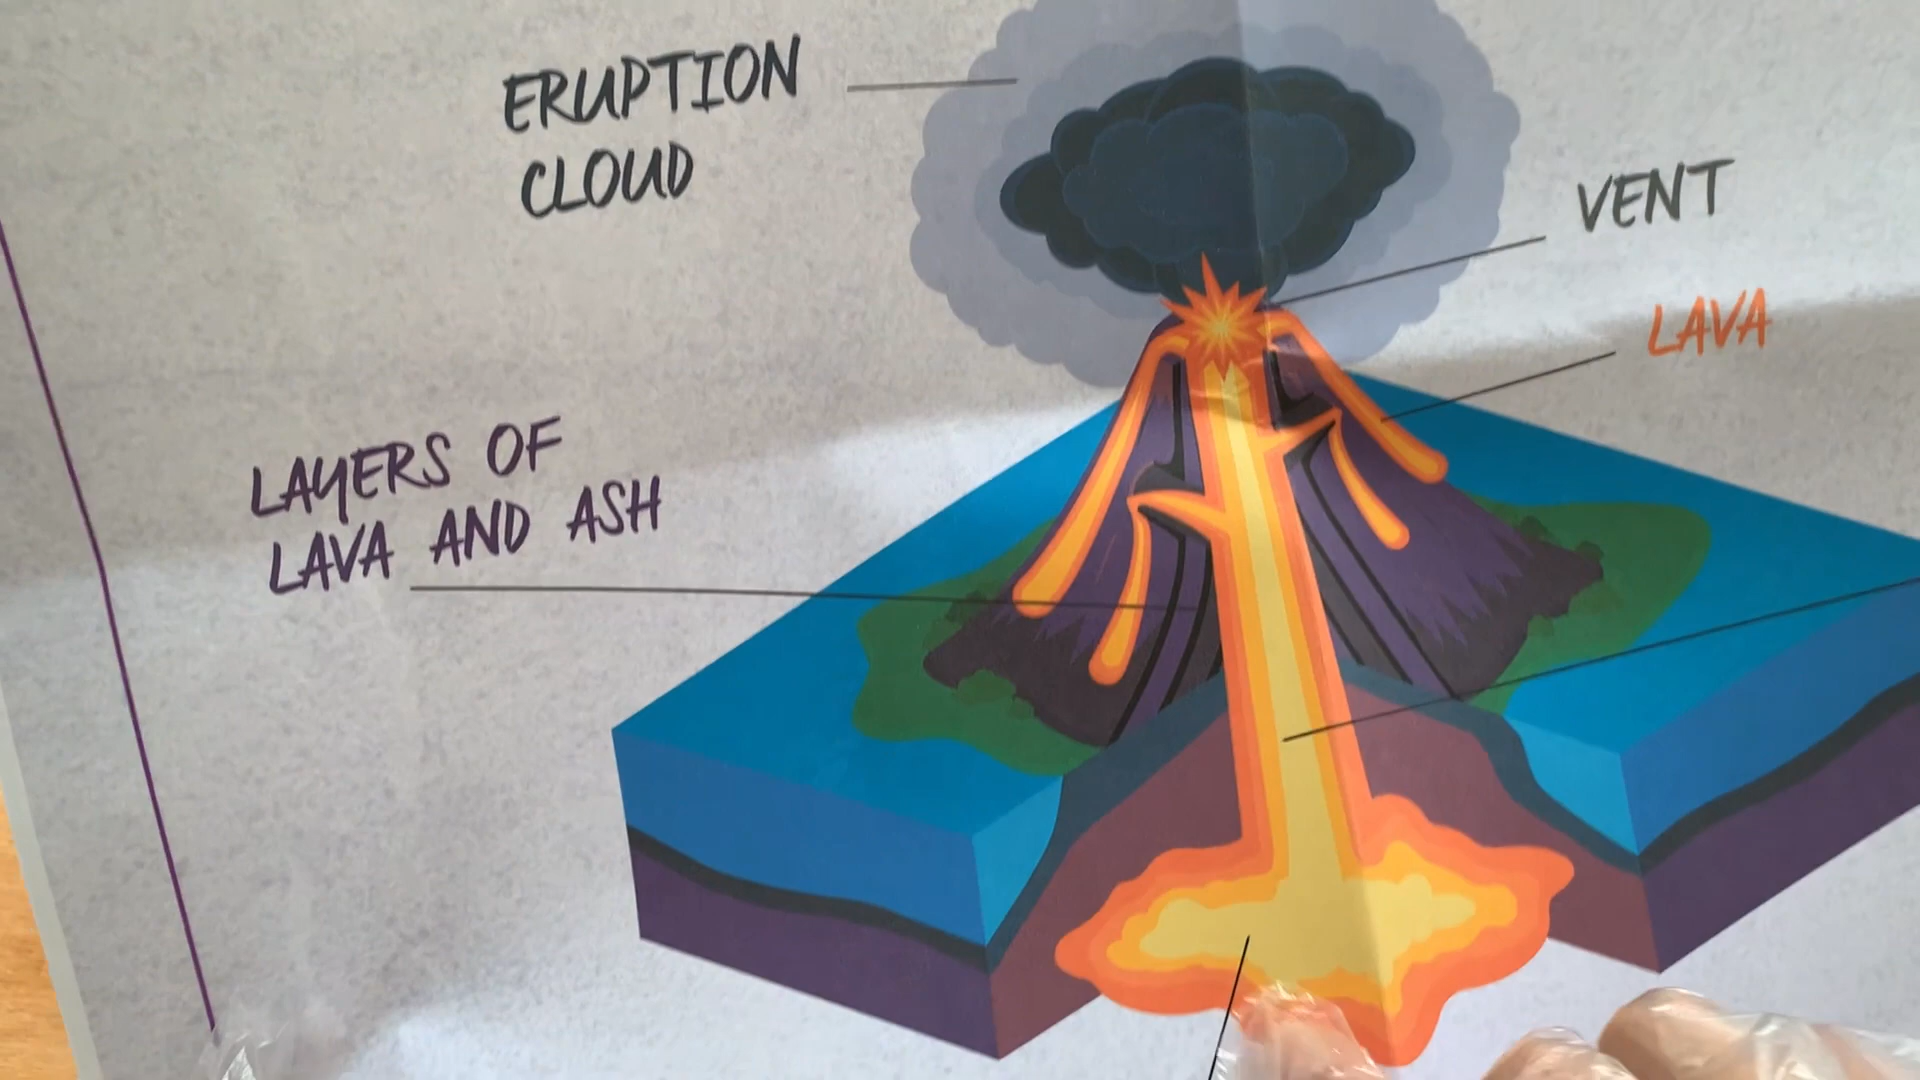 ERUPTION
CLOUD
VENT
LAVA
LAYERS OF
LAVA AND ASH